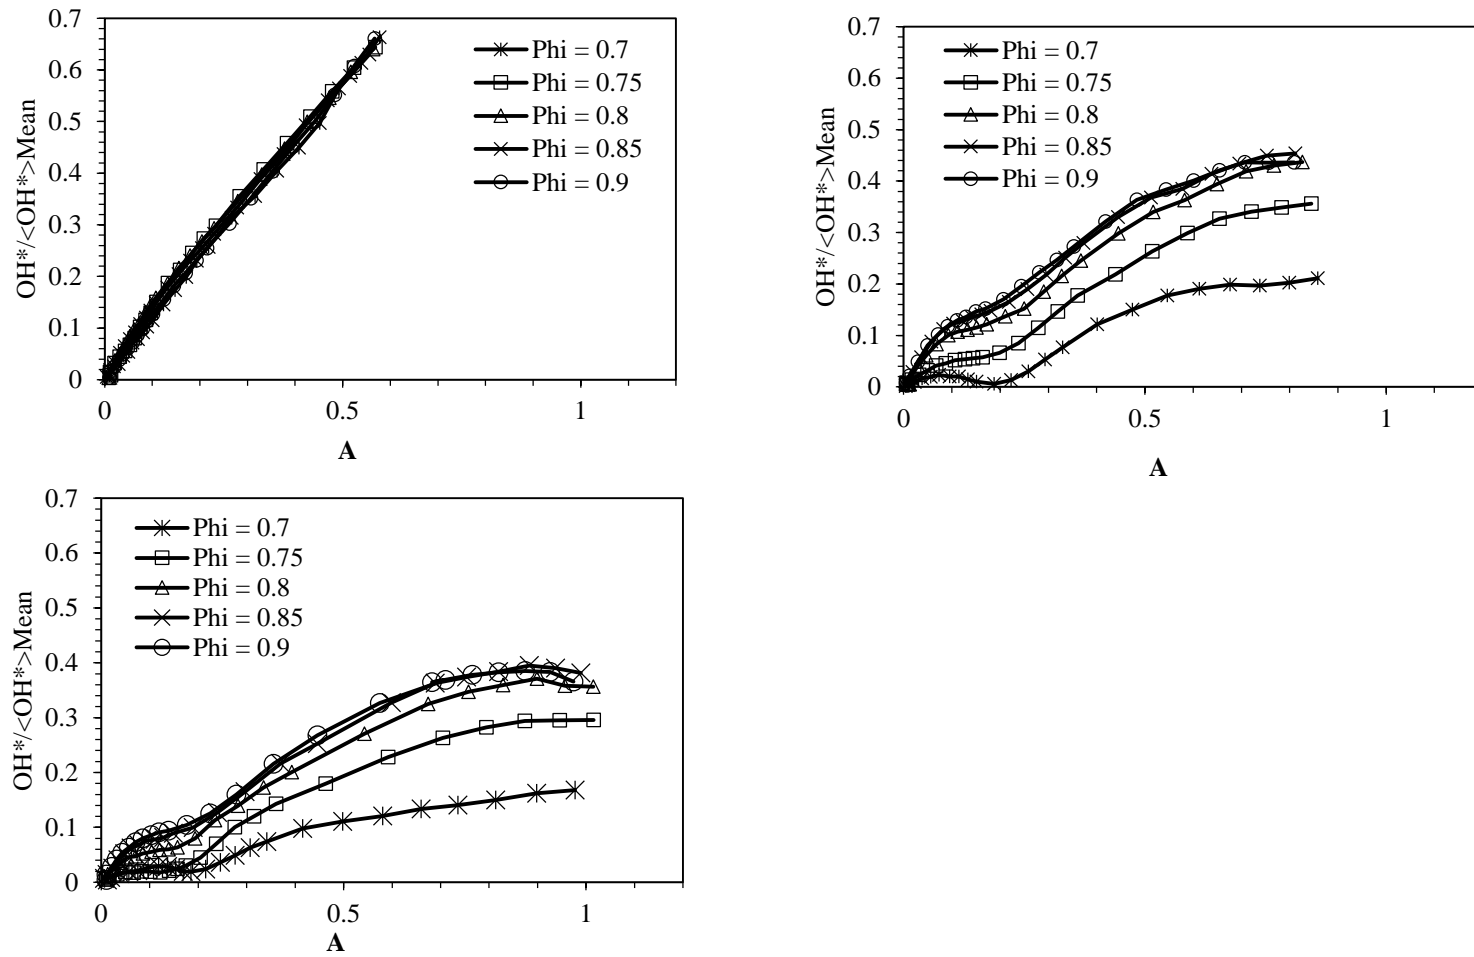 OH*/<OH*>Mean
0.7
0.6
0.5
0.4
0.3
0.2
0.1
0
0 0.5 1
A
Phi = 0.7
Phi = 0.75
Phi = 0.8
Phi = 0.85
Phi = 0.9
OH*/<OH*>Mean
0.7
0.6
0.5
0.4
0.3
0.2
0.1
0
0 0.5 1
A
Phi = 0.7
Phi = 0.75
Phi = 0.8
Phi = 0.85
Phi = 0.9
OH*/<OH*>Mean
0.7
0.6
0.5
0.4
0.3
0.2
0.1
0
0 0.5 1
A
Phi = 0.7
Phi = 0.75
Phi = 0.8
Phi = 0.85
Phi = 0.9